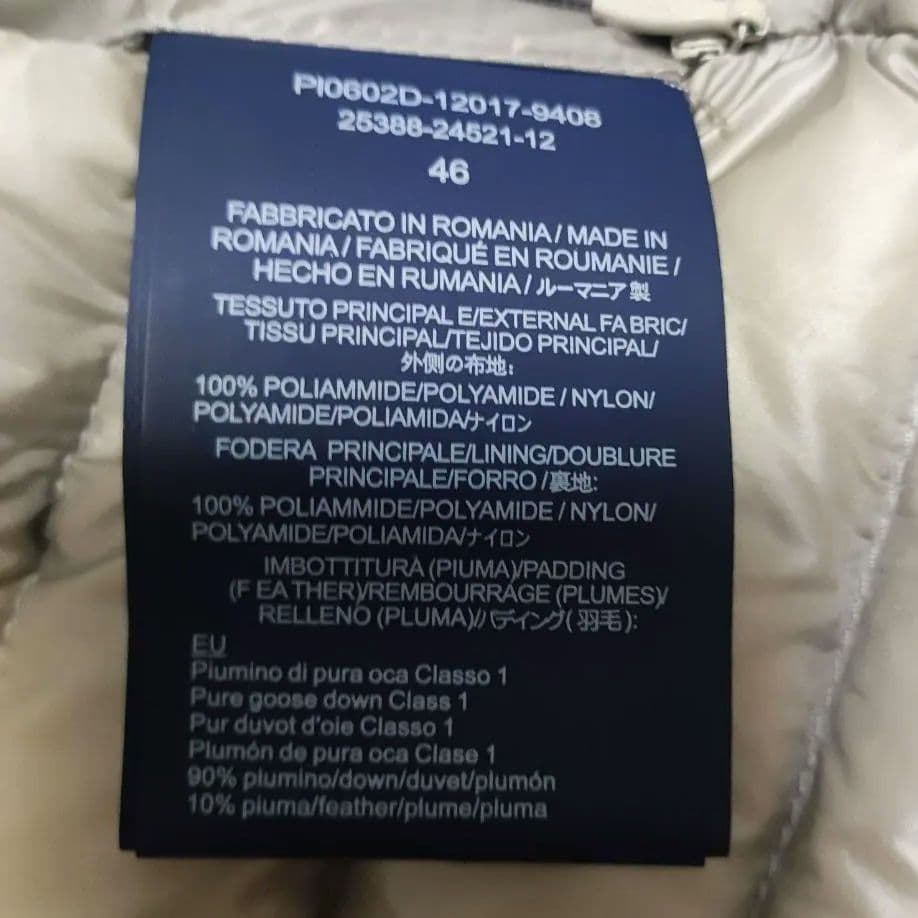 PI0602D-12017-9408
25388-24521-12
46
FABBRICATO IN ROMANIA / MADE IN
ROMANIA / FABRIQUÉ EN ROUMANIE /
HECHO EN RUMANIA / ルーマニア製
TESSUTO PRINCIPAL E/EXTERNAL FA BRIC/
TISSU PRINCIPAL/TEJIDO PRINCIPAL/
外側の布地:
100% POLIAMMIDE/POLYAMIDE / NYLON/
POLYAMIDE/POLIAMIDA/ナイロン
FODERA PRINCIPALE/LINING/DOUBLURE
PRINCIPALE/FORRO /裏地:
100% POLIAMMIDE/POLYAMIDE / NYLON/
POLYAMIDE/POLIAMIDA/ナイロン
IMBOTTITURA (PIUMA)/PADDING
(F EA THER)/REMBOURRAGE (PLUMES)/
RELLENO (PLUMA)/パディング( 羽毛 ):
EU
Piumino di pura oca Classo 1
Pure goose down Class 1
Pur duvot d'oie Classo 1
Plumón de pura oca Clase 1
90% piumino/down/duvet/plumón
10% piuma/feather/plume/pluma